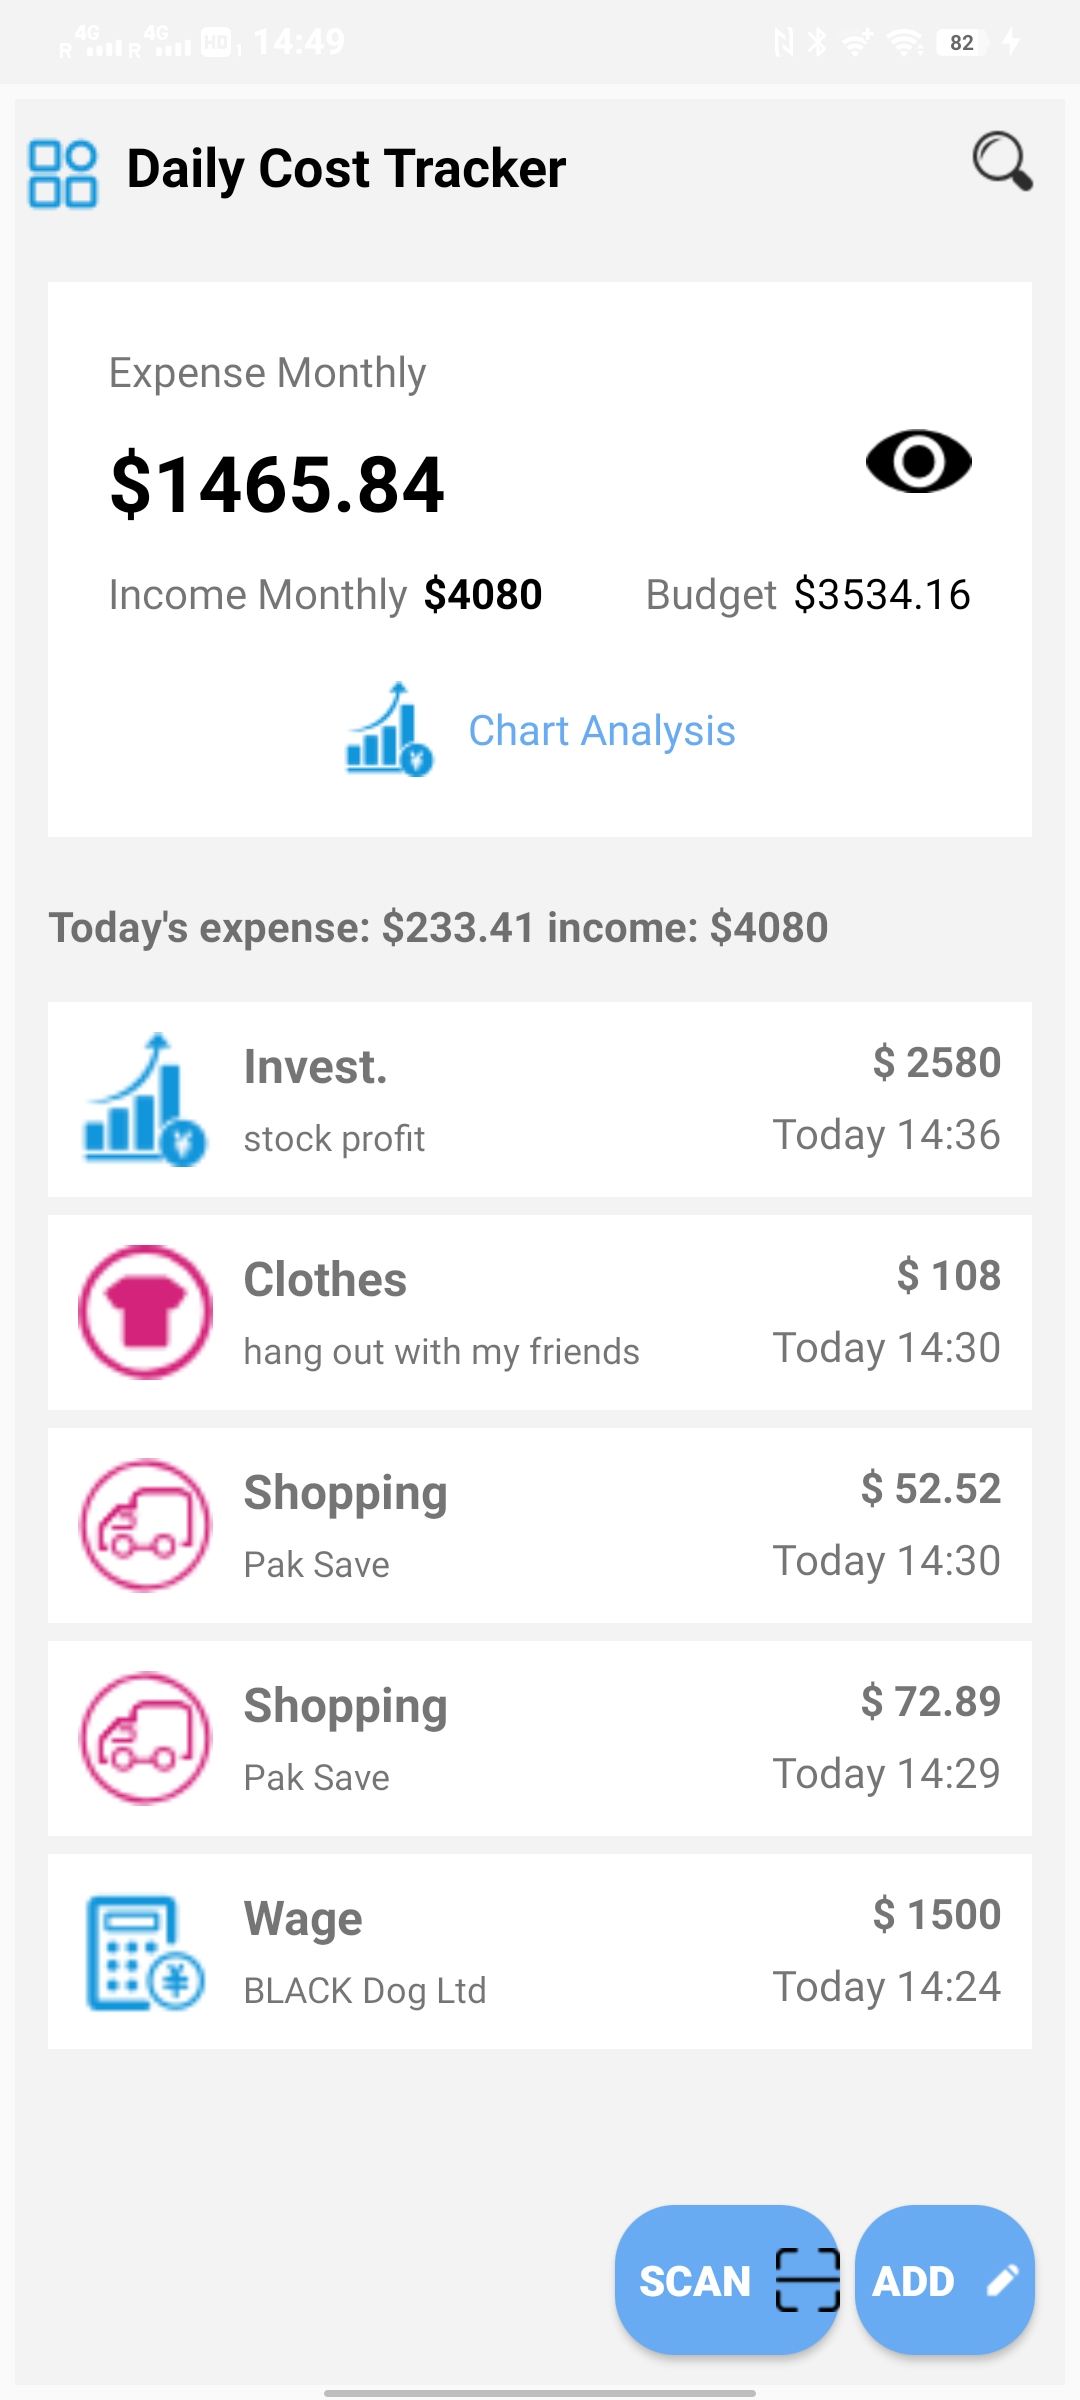 R 4G R 4G HD 1 14:49 82
Daily Cost Tracker
Expense Monthly
$1465.84
Income Monthly $4080 Budget $3534.16
Chart Analysis
Today's expense: $233.41 income: $4080
Invest. $ 2580
stock profit Today 14:36
Clothes $ 108
hang out with my friends Today 14:30
Shopping $ 52.52
Pak Save Today 14:30
Shopping $ 72.89
Pak Save Today 14:29
Wage $ 1500
BLACK Dog Ltd Today 14:24
SCAN ADD